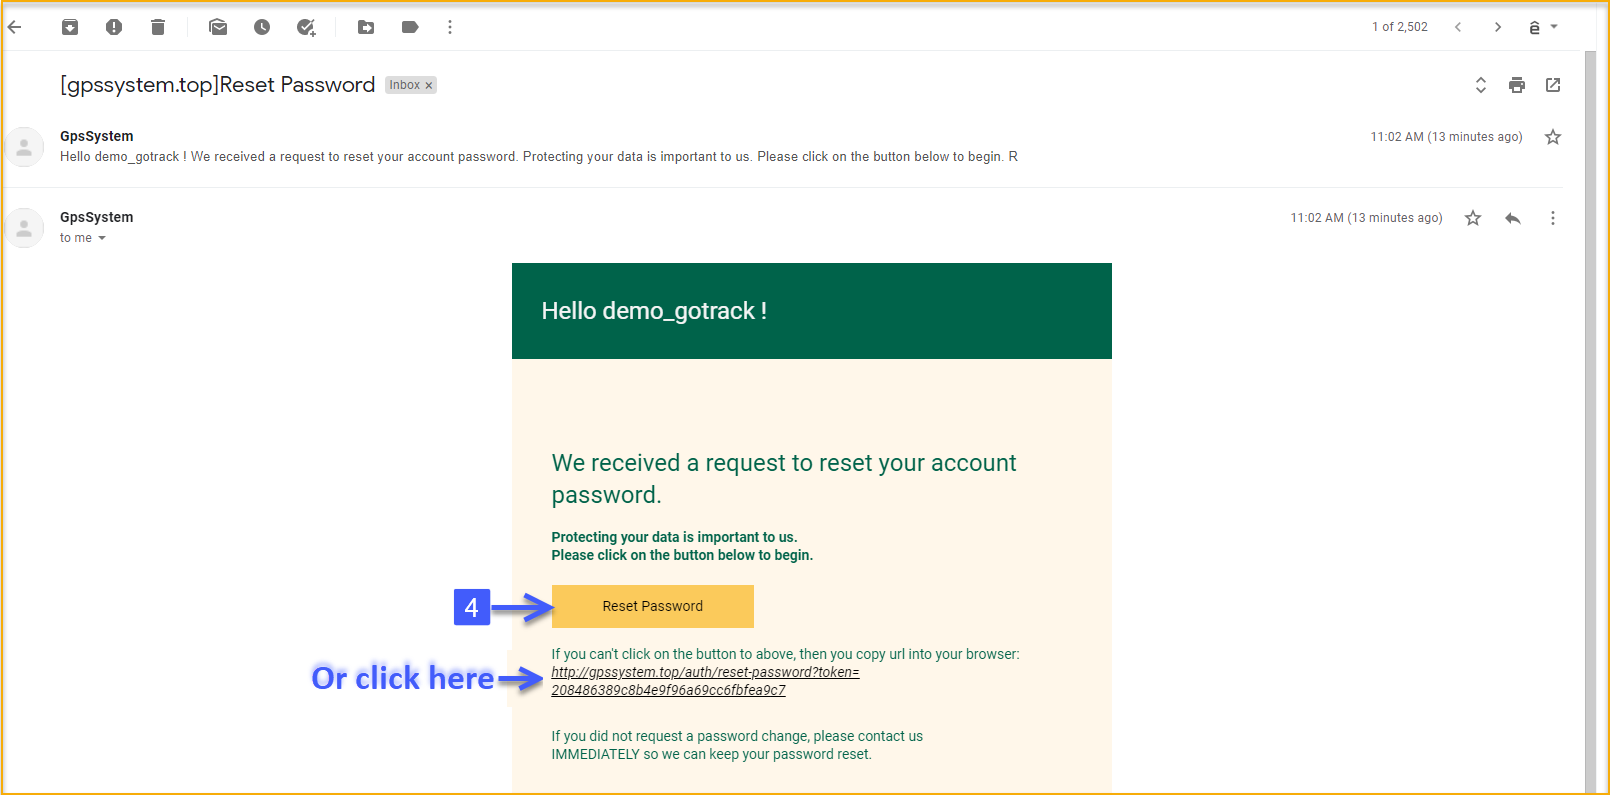 1 of 2,502
[gpssystem.top]Reset Password Inbox ×
GpsSystem 11:02 AM (13 minutes ago)
Hello demo_gotrack ! We received a request to reset your account password. Protecting your data is important to us. Please click on the button below to begin. R
GpsSystem 11:02 AM (13 minutes ago)
to me
Hello demo_gotrack !
We received a request to reset your account
password.
Protecting your data is important to us.
Please click on the button below to begin.
4 Reset Password
If you can't click on the button to above, then you copy url into your browser:
Or click here http://gpssystem.top/auth/reset-password?token=
208486389c8b4e9f96a69cc6fbfea9c7
If you did not request a password change, please contact us
IMMEDIATELY so we can keep your password reset.